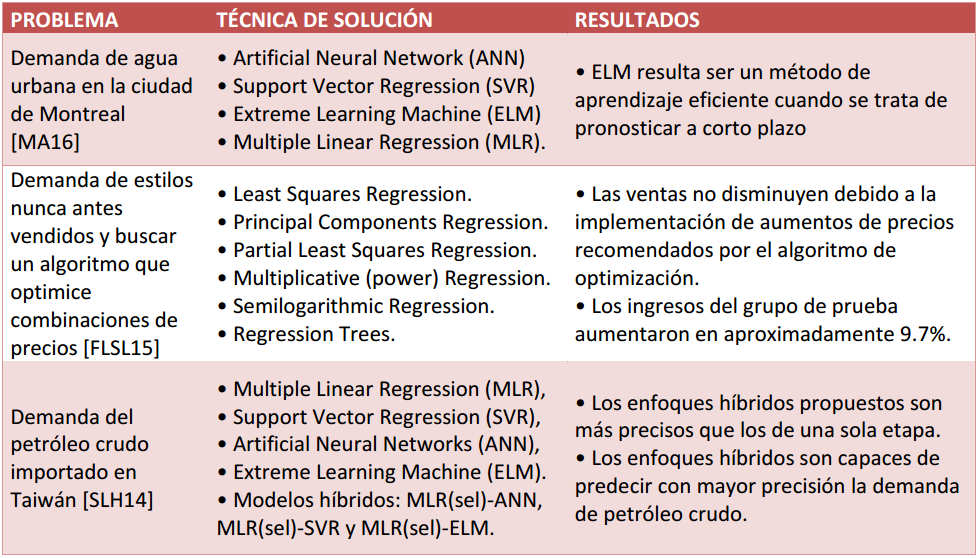 PROBLEMA TÉCNICA DE SOLUCIÓN RESULTADOS
Demanda de agua
urbana en la ciudad
de Montreal
[MA16]
• Artificial Neural Network (ANN)
• Support Vector Regression (SVR)
• Extreme Learning Machine (ELM)
• Multiple Linear Regression (MLR).
• ELM resulta ser un método de
aprendizaje eficiente cuando se trata de
pronosticar a corto plazo
Demanda de estilos
nunca antes
vendidos y buscar
un algoritmo que
optimice
combinaciones de
precios [FLSL15]
• Least Squares Regression.
• Principal Components Regression.
• Partial Least Squares Regression.
• Multiplicative (power) Regression.
• Semilogarithmic Regression.
• Regression Trees.
• Las ventas no disminuyen debido a la
implementación de aumentos de precios
recomendados por el algoritmo de
optimización.
• Los ingresos del grupo de prueba
aumentaron en aproximadamente 9.7%.
Demanda del
petróleo crudo
importado en
Taiwán [SLH14]
• Multiple Linear Regression (MLR),
• Support Vector Regression (SVR),
• Artificial Neural Networks (ANN),
• Extreme Learning Machine (ELM).
• Modelos híbridos: MLR(sel)-ANN,
MLR(sel)-SVR y MLR(sel)-ELM.
• Los enfoques híbridos propuestos son
más precisos que los de una sola etapa.
• Los enfoques híbridos son capaces de
predecir con mayor precisión la demanda
de petróleo crudo.